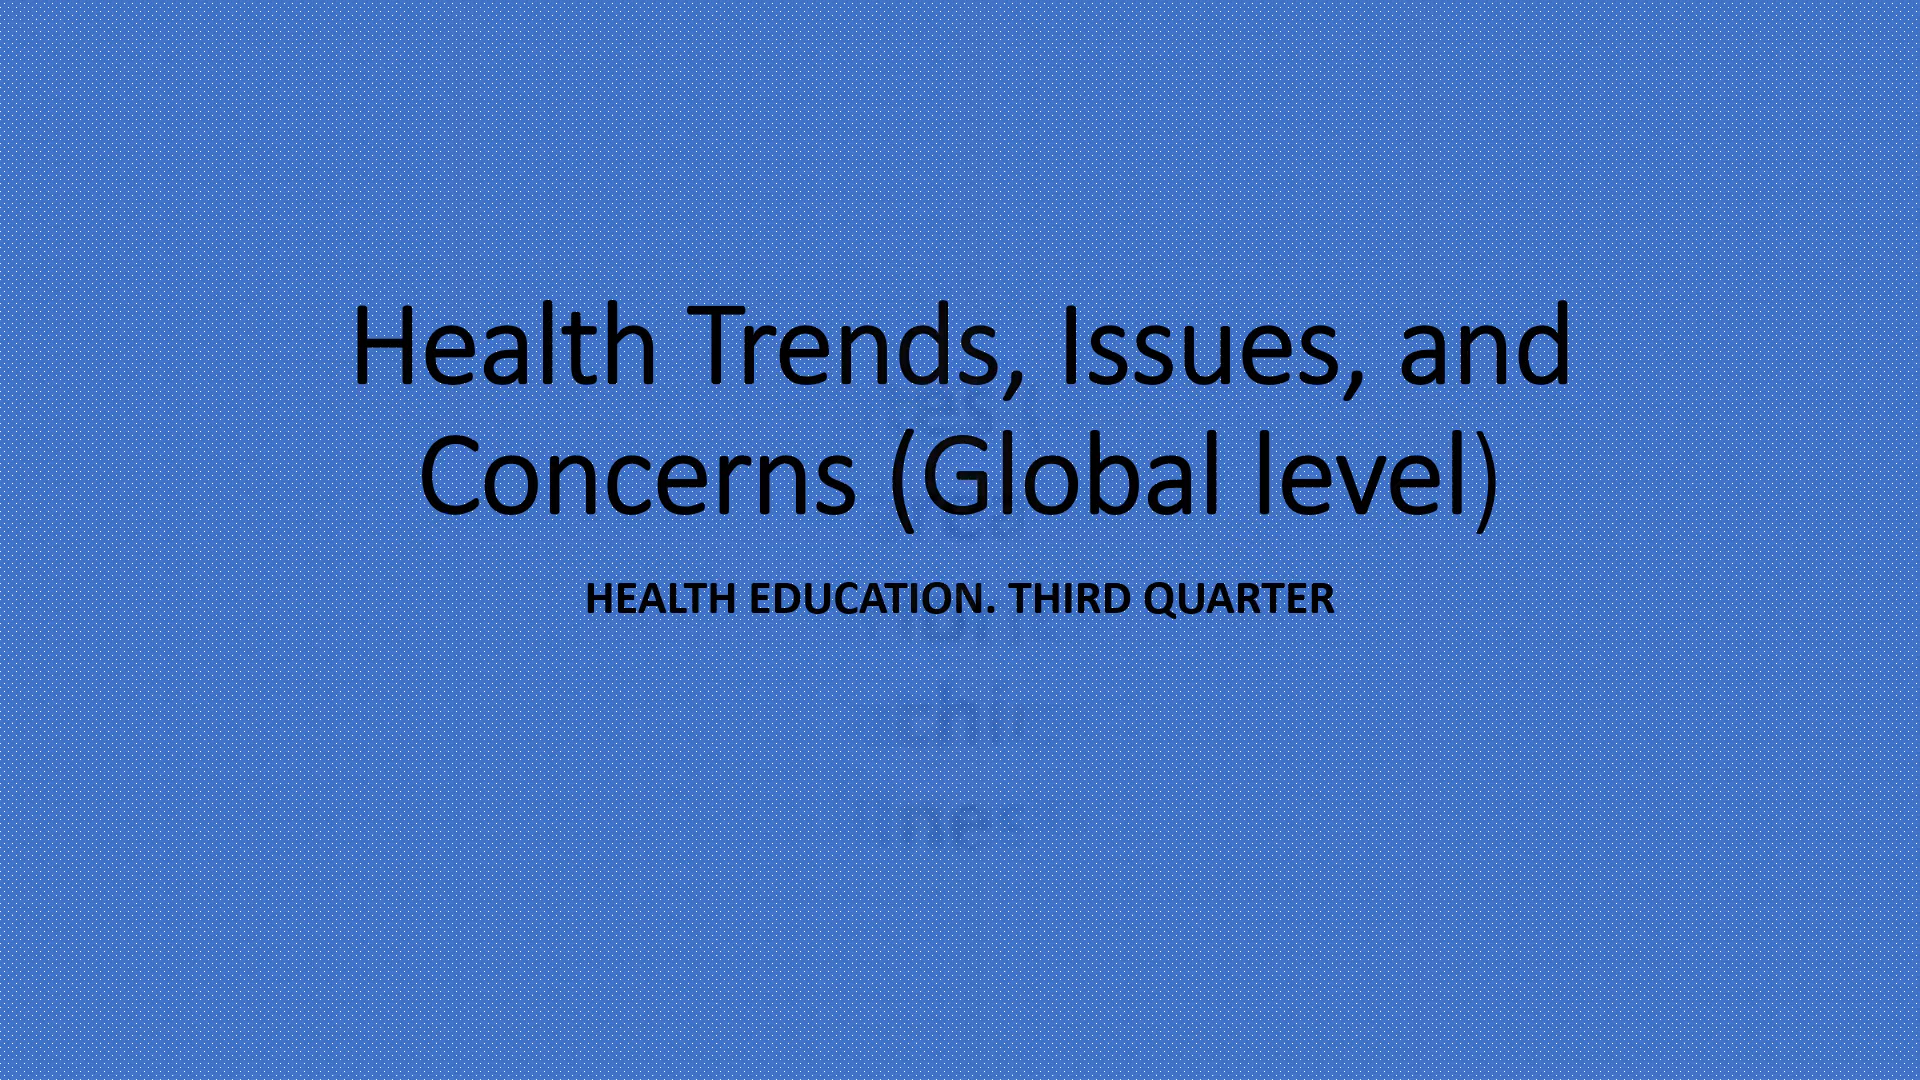 Health Trends, Issues, and
Concerns (Global level)
HEALTH EDUCATION. THIRD QUARTER